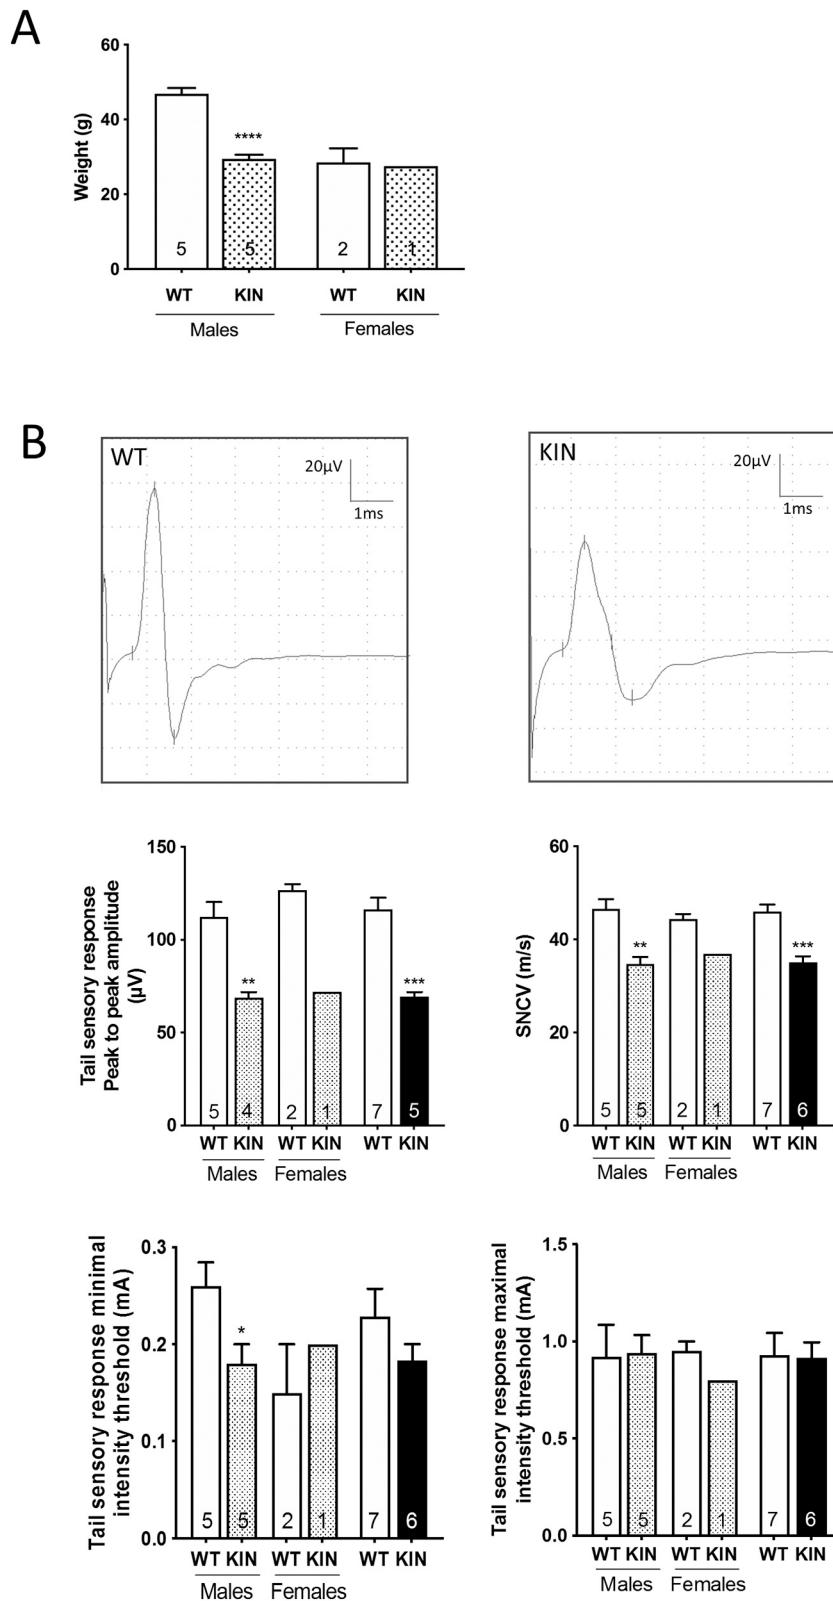 A
60
40
20
0
Weight (g)
****
5
5
2
1
WT
KIN
WT
KIN
Males
Females
B
WT
20µV
1ms
KIN
20µV
1ms
Tail sensory response
Peak to peak amplitude
(µV)
150
100
50
0
**
***
5
4
2
1
7
5
WT KIN
WT KIN
WT KIN
Males
Females
SNCV (m/s)
60
40
20
0
**
***
5
5
2
1
7
6
WT KIN
WT KIN
WT KIN
Males
Females
Tail sensory response minimal
intensity threshold (mA)
0.3
0.2
0.1
0.0
*
5
5
2
1
7
6
WT KIN
WT KIN
WT KIN
Males
Females
Tail sensory response maximal
intensity threshold (mA)
1.5
1.0
0.5
0.0
5
5
2
1
7
6
WT KIN
WT KIN
WT KIN
Males
Females